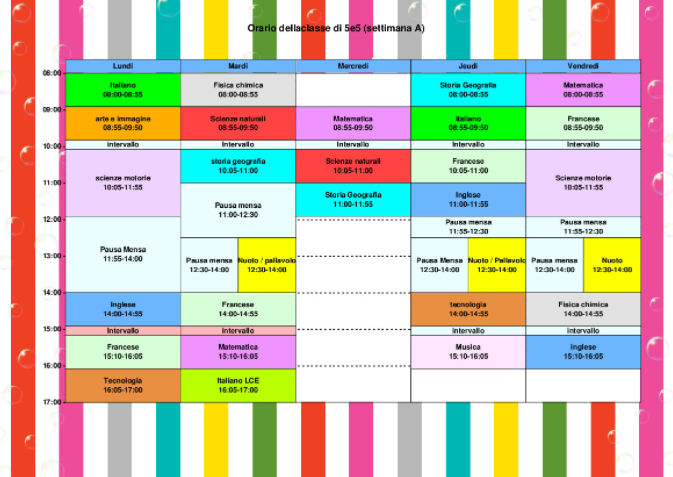 Orario dellaclasse di 5e5 (settimana A)
Lundi Mardi Mercredi Jeudi Vendredi
08:00
Italiano Fisica chimica Storia Geografia Matematica
08:00-08:55 08:00-08:55 08:00-08:55 08:00-08:55
09:00
arte e immagine Scienze naturali Matematica Italiano Francese
08:55-09:50 08:55-09:50 08:55-09:50 08:55-09:50 08:55-09:50
10:00
intervallo intervallo intervallo intervallo
scienze motorie storia geografia Scienze naturali Francese Scienze motorie
10:05-11:55 10:05-11:00 10:05-11:00 10:05-11:00 10:05-11:55
11:00
Pausa mensa Storia Geografia Inglese
11:00-12:30 11:00-11:55 11:00-11:55
12:00
Pausa mensa Pausa mensa
11:55-12:30 11:55-12:30
Pausa Mensa
11:55-14:00
13:00
Pausa mensa Nuoto / pallavolo Pausa Mensa Nuoto / Pallavolo Pausa mensa Nuoto
12:30-14:00 12:30-14:00 12:30-14:00 12:30-14:00 12:30-14:00 12:30-14:00
14:00
Inglese Francese tecnologia Fisica chimica
14:00-14:55 14:00-14:55 14:00-14:55 14:00-14:55
15:00
Intervallo Intervallo intervallo Intervallo
Francese Matematica Musica Inglese
15:10-16:05 15:10-16:05 15:10-16:05 15:10-16:05
16:00
Tecnologia Italiano LCE
16:05-17:00 16:05-17:00
17:00